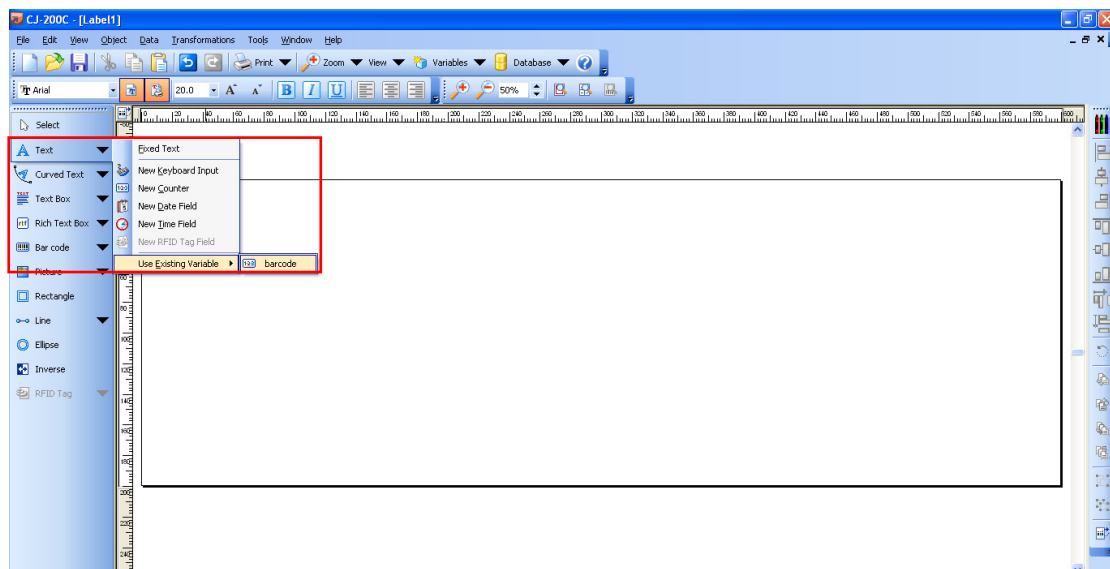 CJ-200C - [Label1]
File Edit View Object Data Transformations Tools Window Help
Print Zoom View Variables Database
Arial 20.0 A A B I U 50%
Select
Text
Curved Text
Text Box
Rich Text Box
Bar code
Picture
Rectangle
Line
Ellipse
Inverse
RFID Tag
Fixed Text
New Keyboard Input
New Counter
New Date Field
New Time Field
New RFID Tag Field
Use Existing Variable
barcode